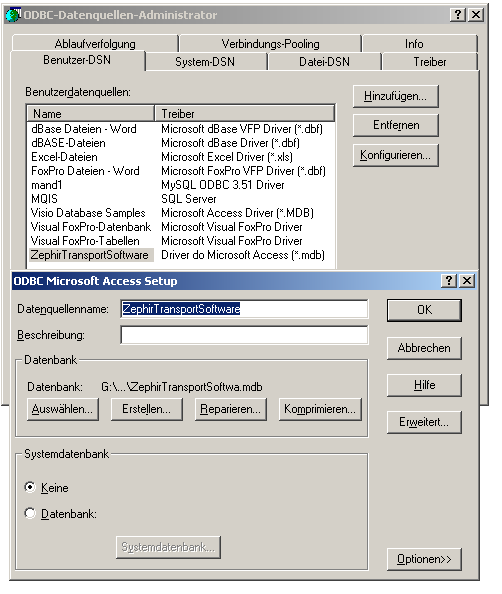 ODBC-Datenquellen-Administrator
Ablaufverfolgung Verbindungs-Pooling Info
Benutzer-DSN System-DSN Datei-DSN Treiber
Benutzerdatenquellen:
Name Treiber
dBase Dateien - Word Microsoft dBase VFP Driver (*.dbf)
dBASE-Dateien Microsoft dBase Driver (*.dbf)
Excel-Dateien Microsoft Excel Driver (*.xls)
FoxPro Dateien - Word Microsoft FoxPro VFP Driver (*.dbf)
mand1 MySQL ODBC 3.51 Driver
MQIS SQL Server
Visio Database Samples Microsoft Access Driver (*.MDB)
Visual FoxPro-Datenbank Microsoft Visual FoxPro Driver
Visual FoxPro-Tabellen Microsoft Visual FoxPro Driver
ZephirTransportSoftware Driver do Microsoft Access (*.mdb)
Hinzufügen...
Entfernen
Konfigurieren...
ODBC Microsoft Access Setup
Datenquellenname: ZephirTransportSoftware
Beschreibung:
OK
Abbrechen
Hilfe
Erweitert...
Datenbank
Datenbank: G:\...\ZephirTransportSoftwa.mdb
Auswählen... Erstellen... Reparieren... Komprimieren...
Systemdatenbank
Keine
Datenbank:
Systemdatenbank...
Optionen>>